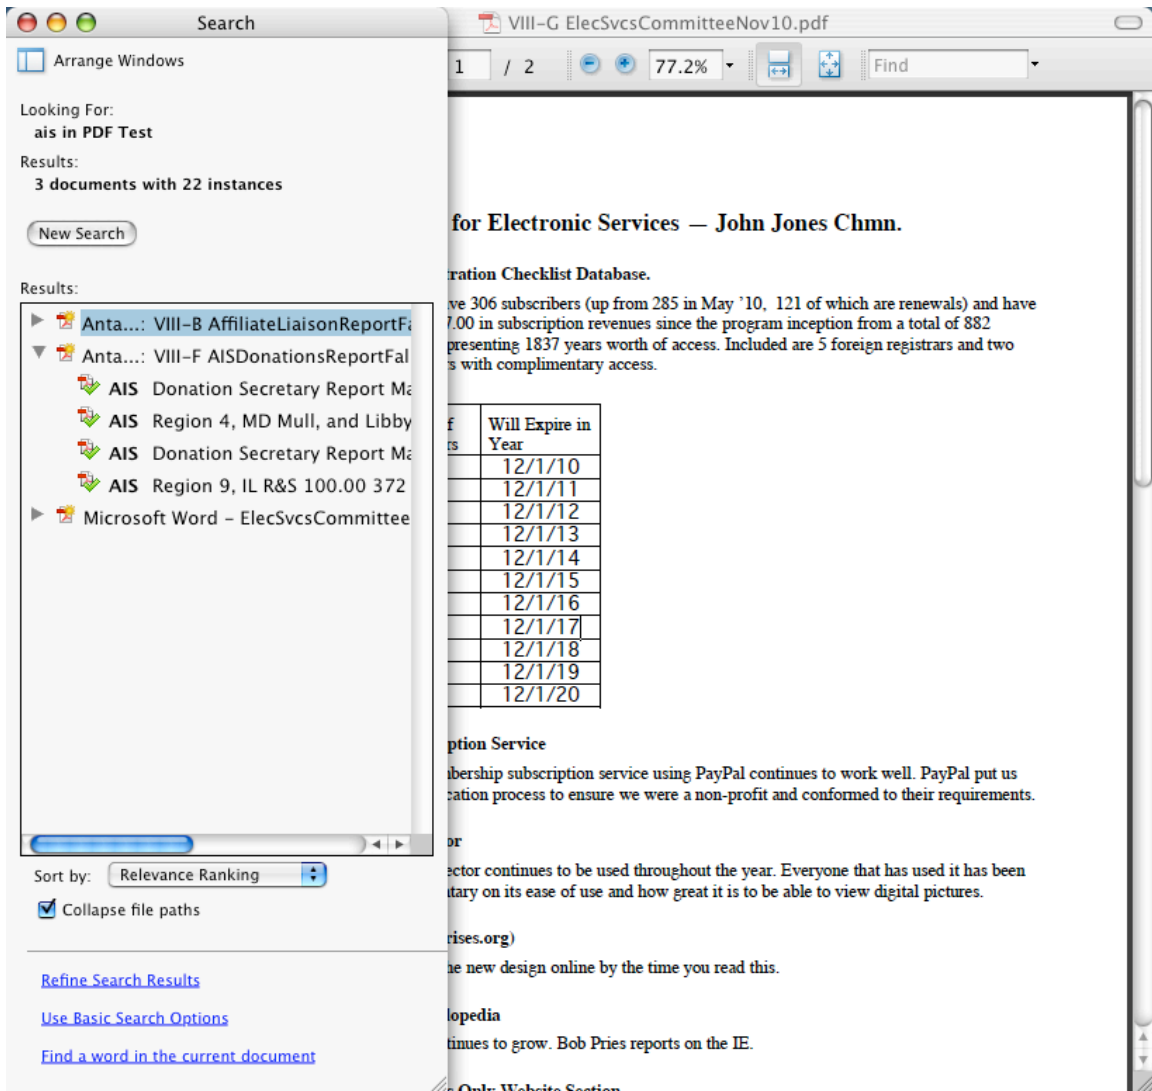 Search
Arrange Windows
Looking For:
ais in PDF Test
Results:
3 documents with 22 instances
New Search
Results:
Anta...: VIII-B AffiliateLiaisonReportFa
Anta...: VIII-F AISDonationsReportFal
AIS Donation Secretary Report Ma
AIS Region 4, MD Mull, and Libby
AIS Donation Secretary Report Ma
AIS Region 9, IL R&S 100.00 372
Microsoft Word - ElecSvcsCommittee
Sort by: Relevance Ranking
Collapse file paths
Refine Search Results
Use Basic Search Options
Find a word in the current document
VIII-G ElecSvcsCommitteeNov10.pdf
1 / 2 77.2% Find
for Electronic Services — John Jones Chmn.
ration Checklist Database.
ve 306 subscribers (up from 285 in May '10, 121 of which are renewals) and have
7.00 in subscription revenues since the program inception from a total of 882
presenting 1837 years worth of access. Included are 5 foreign registrars and two
s with complimentary access.
f Will Expire in
rs Year
12/1/10
12/1/11
12/1/12
12/1/13
12/1/14
12/1/15
12/1/16
12/1/17
12/1/18
12/1/19
12/1/20
ption Service
bership subscription service using PayPal continues to work well. PayPal put us
cation process to ensure we were a non-profit and conformed to their requirements.
or
ector continues to be used throughout the year. Everyone that has used it has been
tary on its ease of use and how great it is to be able to view digital pictures.
rises.org)
he new design online by the time you read this.
lopedia
tinues to grow. Bob Pries reports on the IE.
s Only Website Section